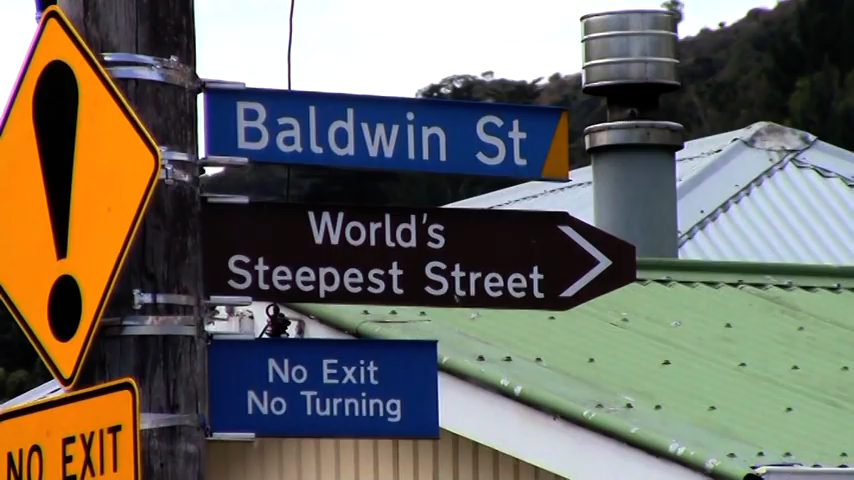 !
Baldwin St
World's
Steepest Street
No Exit
No Turning
NO EXIT